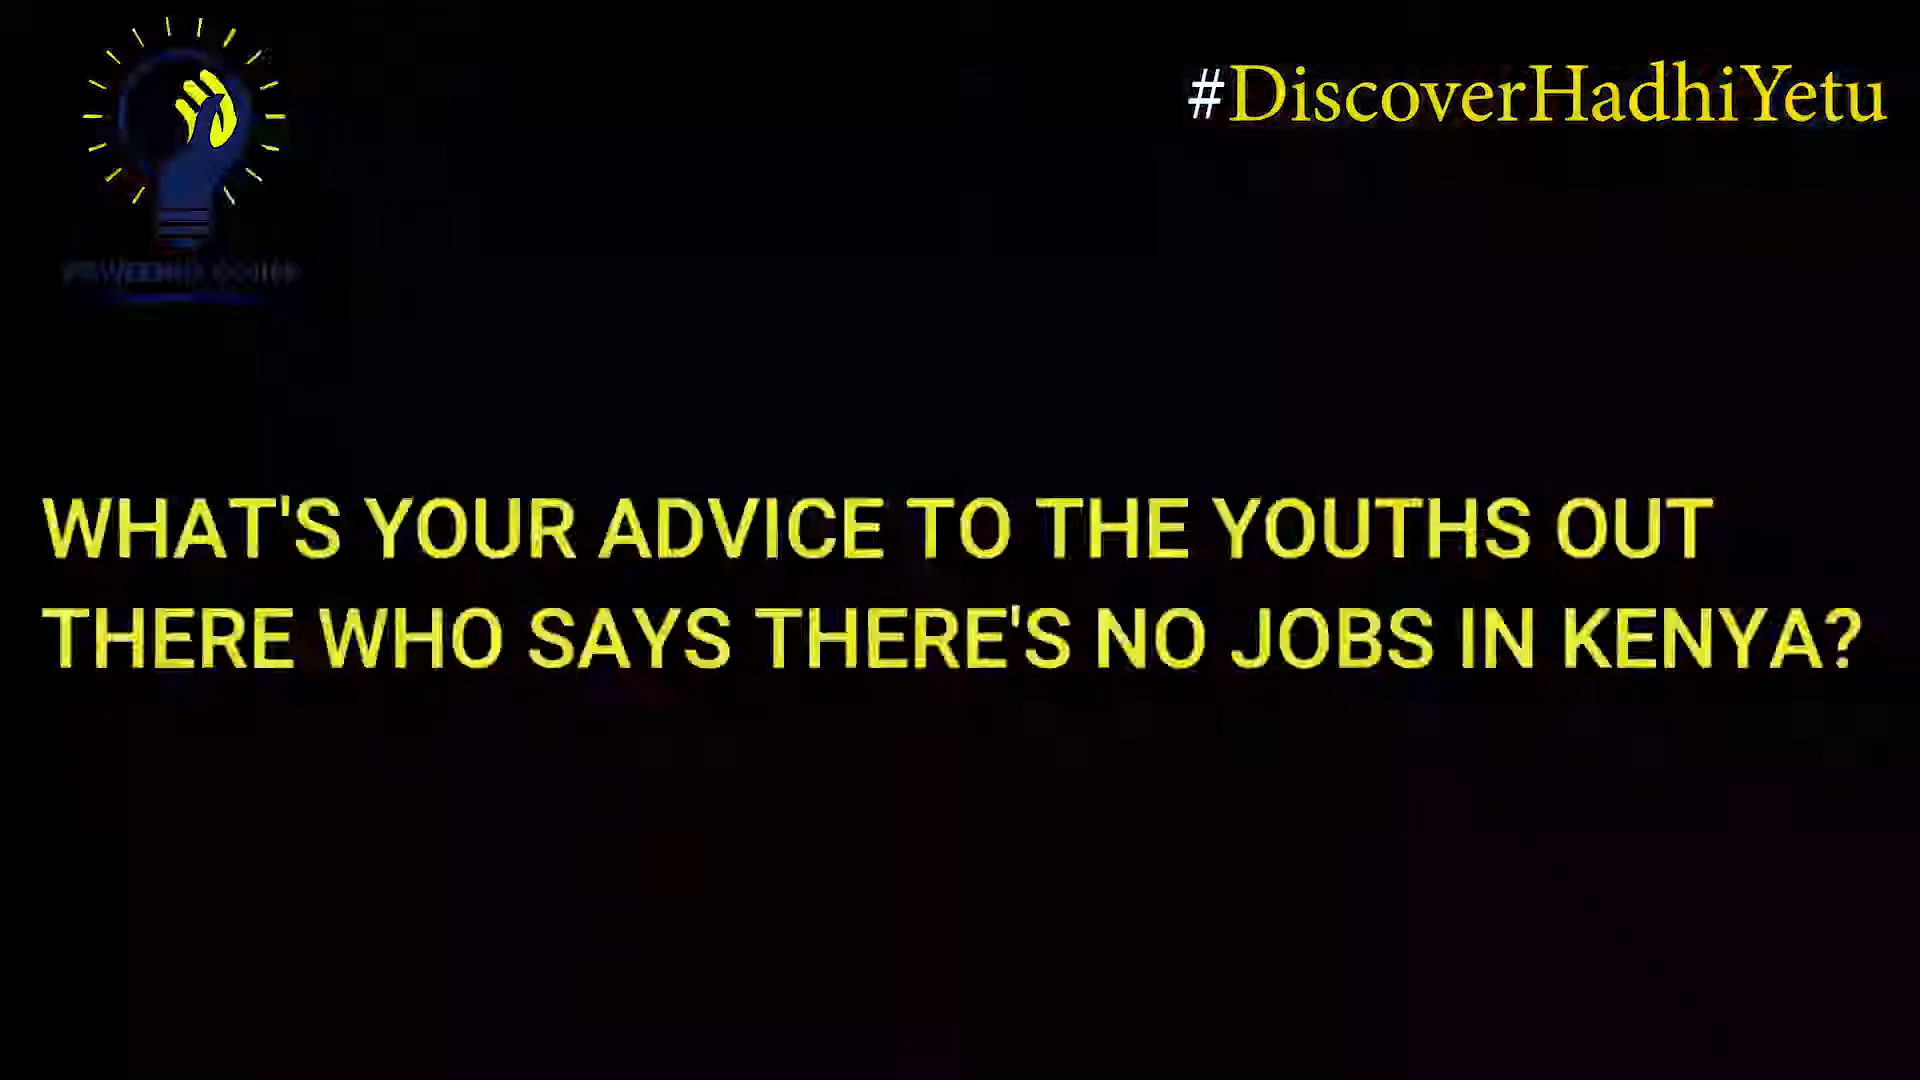 #DiscoverHadhiYetu
WHAT'S YOUR ADVICE TO THE YOUTHS OUT
THERE WHO SAYS THERE'S NO JOBS IN KENYA?